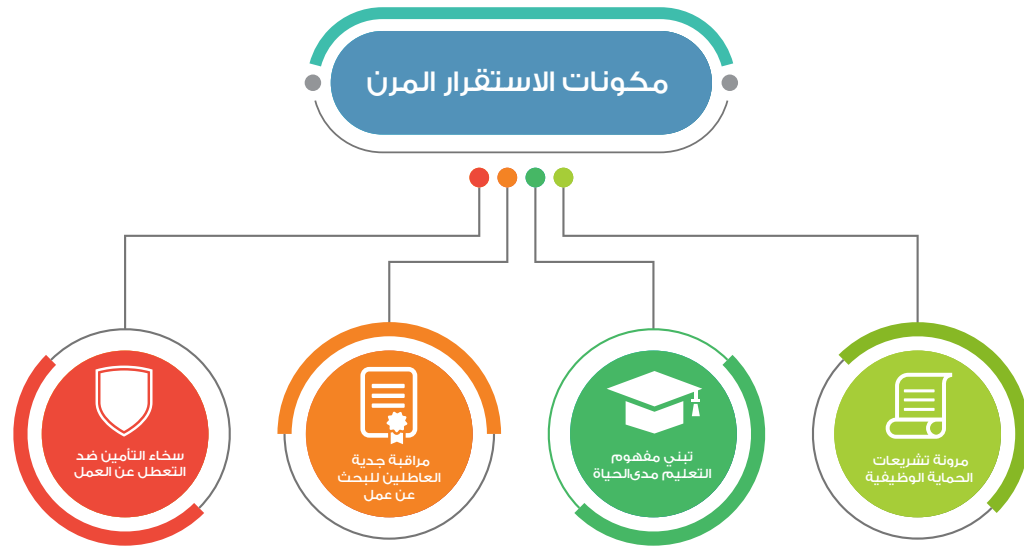 مكونات الاستقرار المرن
مرونة تشريعات
الحماية الوظيفية
تبني مفهوم
التعليم مدى الحياة
مراقبة جدية
العاطلين للبحث
عن عمل
سخاء التأمين ضد
التعطل عن العمل